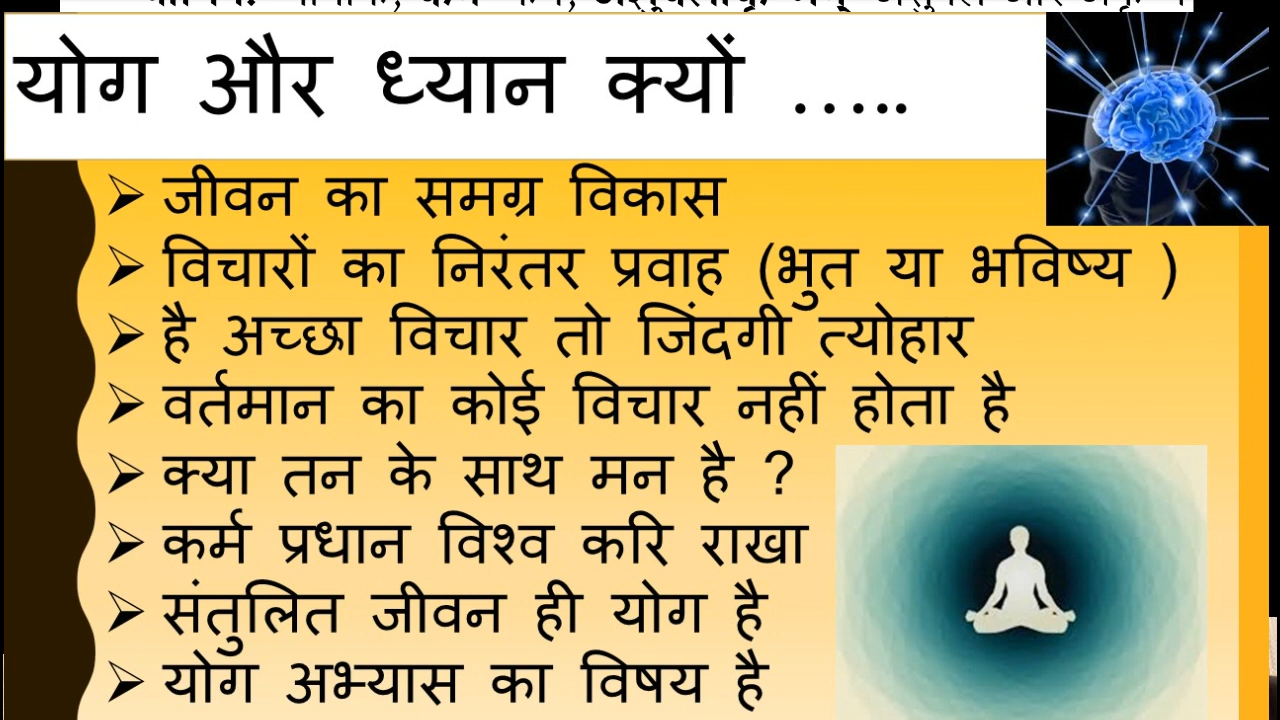 योग और ध्यान क्यों .....
➢ जीवन का समग्र विकास
➢ विचारों का निरंतर प्रवाह (भुत या भविष्य )
➢ है अच्छा विचार तो जिंदगी त्योहार
➢ वर्तमान का कोई विचार नहीं होता है
➢ क्या तन के साथ मन है ?
➢ कर्म प्रधान विश्व करि राखा
➢ संतुलित जीवन ही योग है
➢ योग अभ्यास का विषय है